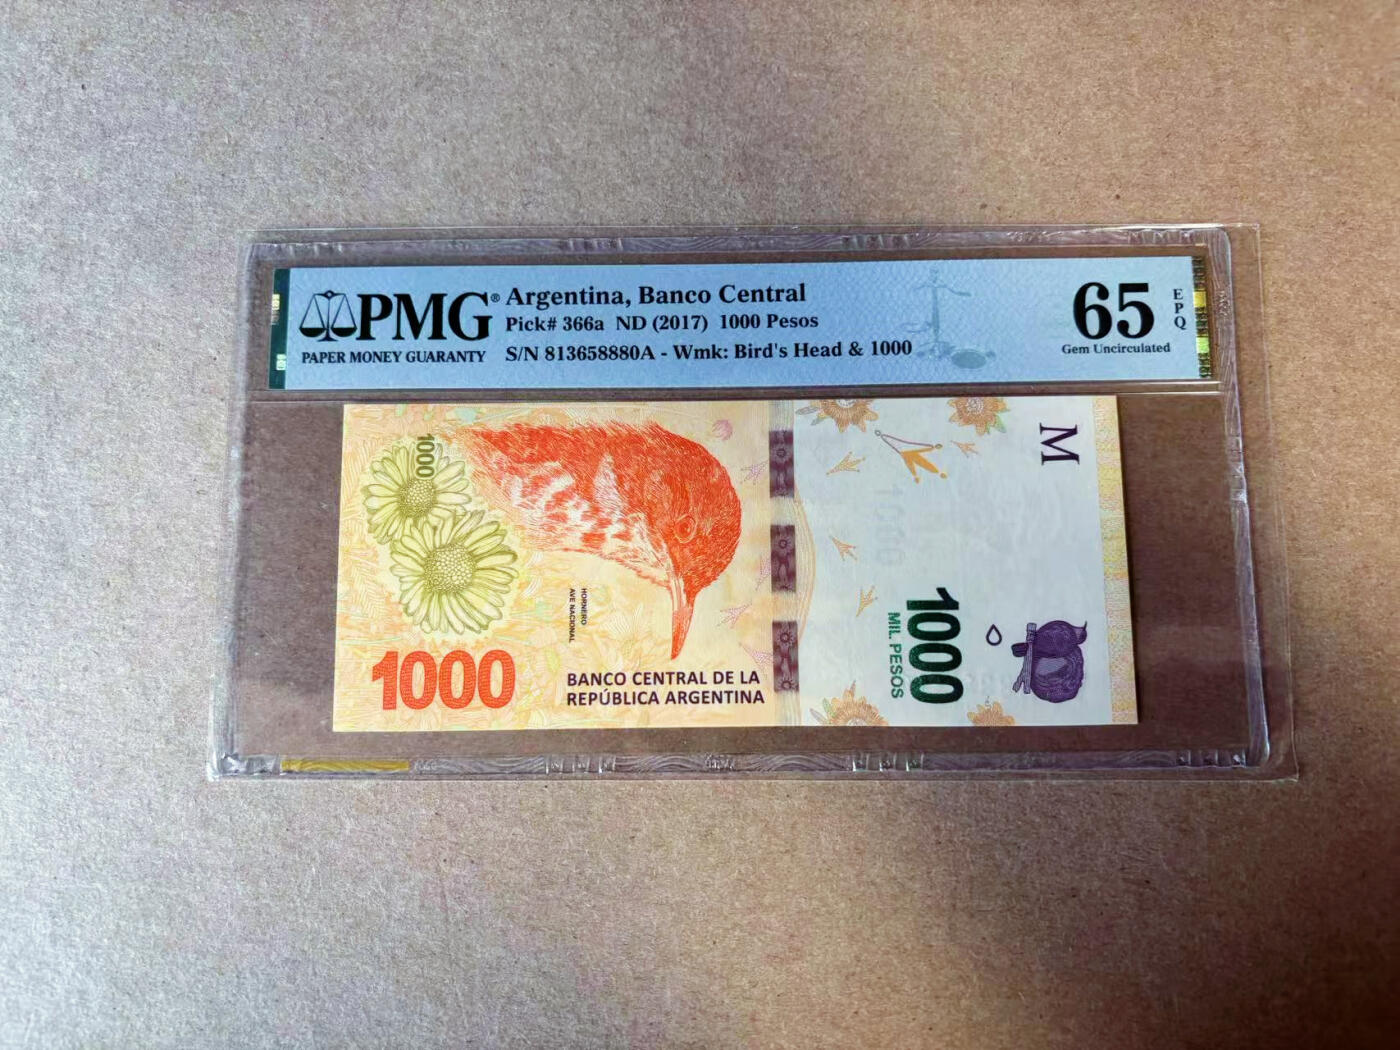 PMG®
PAPER MONEY GUARANTY
Argentina, Banco Central
Pick# 366a ND (2017) 1000 Pesos
S/N 813658880A - Wmk: Bird's Head & 1000
65
EPQ
Gem Uncirculated
1000
M
1000
HORNERO
AVE NACIONAL
1000
MIL PESOS
1000
BANCO CENTRAL DE LA
REPÚBLICA ARGENTINA